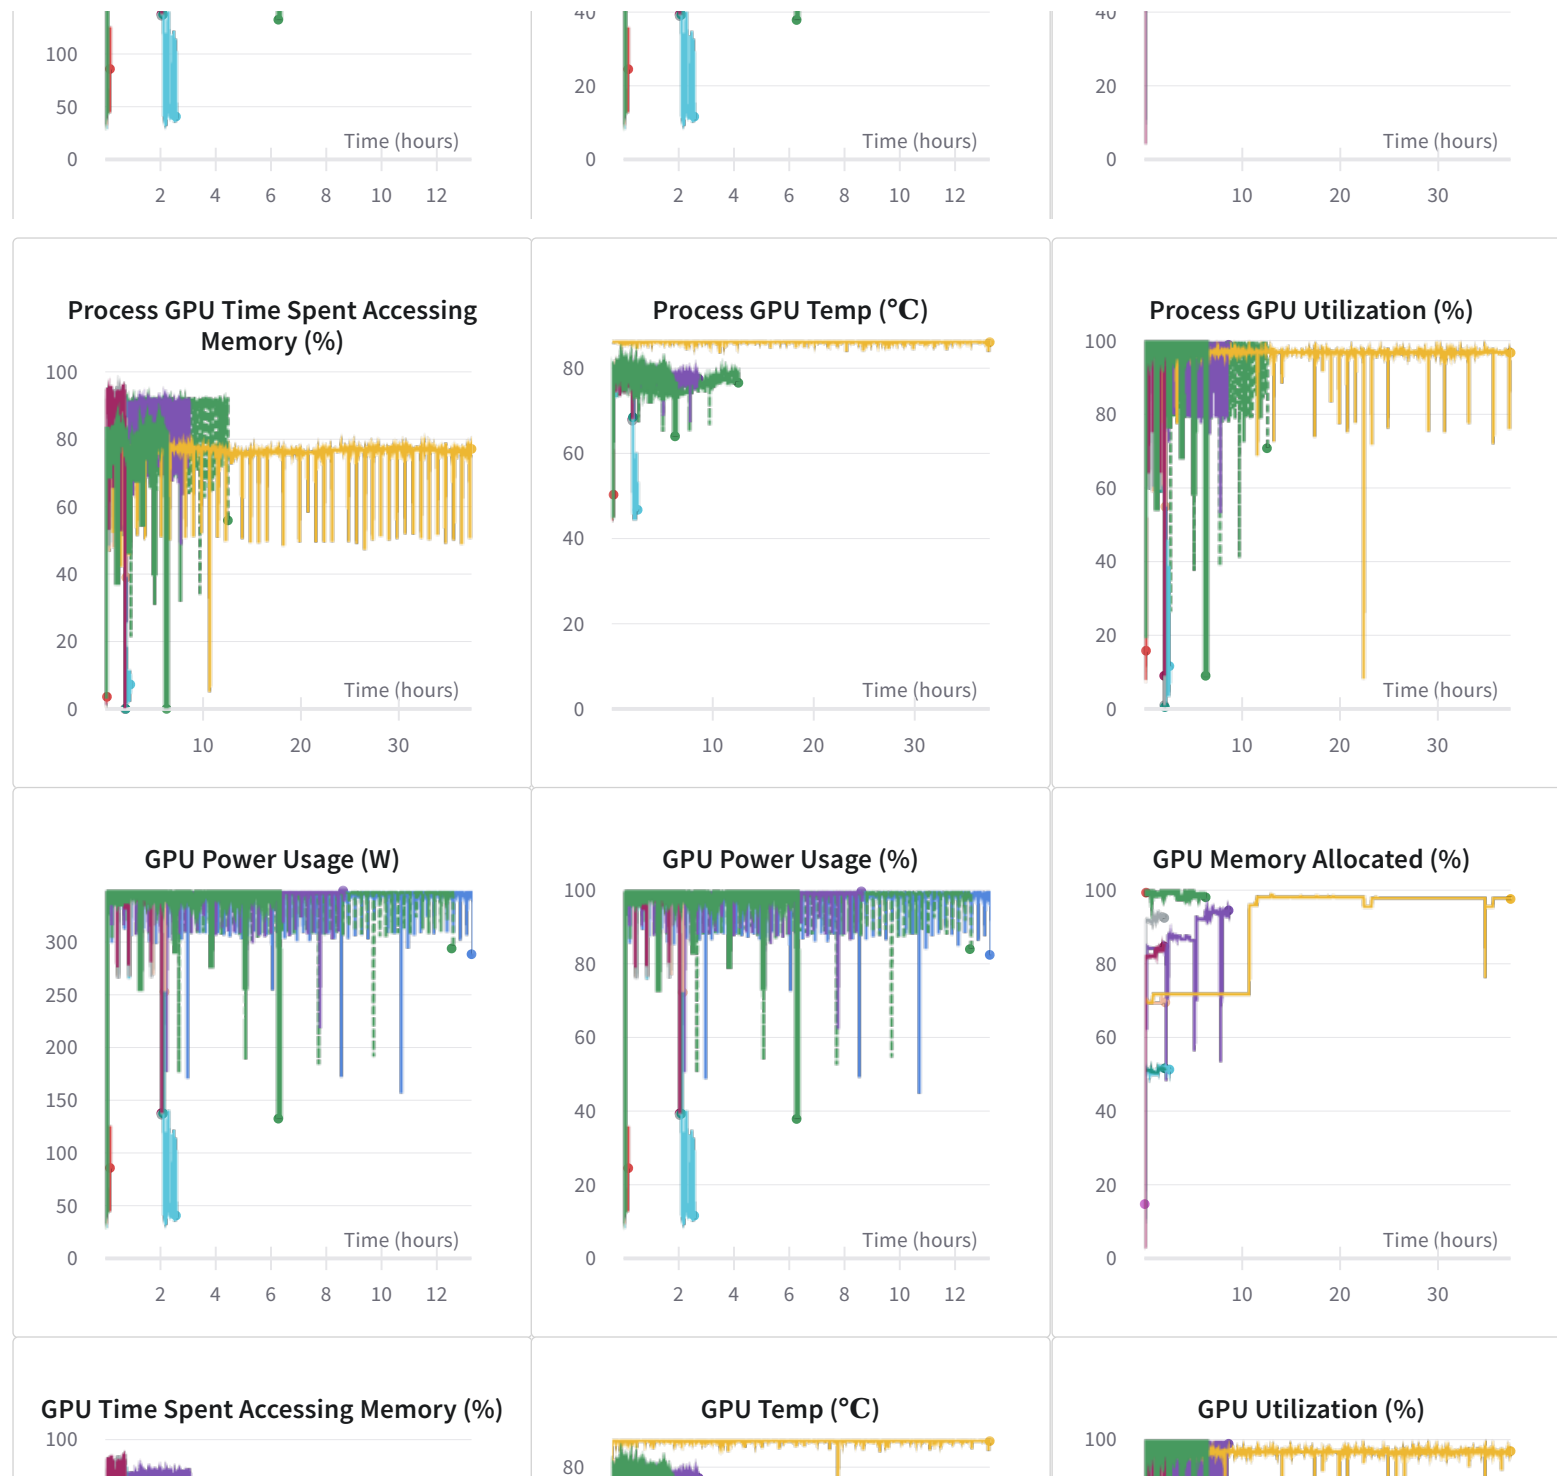 100
50
0
Time (hours)
2 4 6 8 10 12
40
20
0
Time (hours)
2 4 6 8 10 12
40
20
0
Time (hours)
10 20 30
Process GPU Time Spent Accessing
Memory (%)
100
80
60
40
20
0
Time (hours)
10 20 30
Process GPU Temp (°C)
80
60
40
20
0
Time (hours)
10 20 30
Process GPU Utilization (%)
100
80
60
40
20
0
Time (hours)
10 20 30
GPU Power Usage (W)
300
250
200
150
100
50
0
Time (hours)
2 4 6 8 10 12
GPU Power Usage (%)
100
80
60
40
20
0
Time (hours)
2 4 6 8 10 12
GPU Memory Allocated (%)
100
80
60
40
20
0
Time (hours)
10 20 30
GPU Time Spent Accessing Memory (%)
100
GPU Temp (°C)
80
GPU Utilization (%)
100